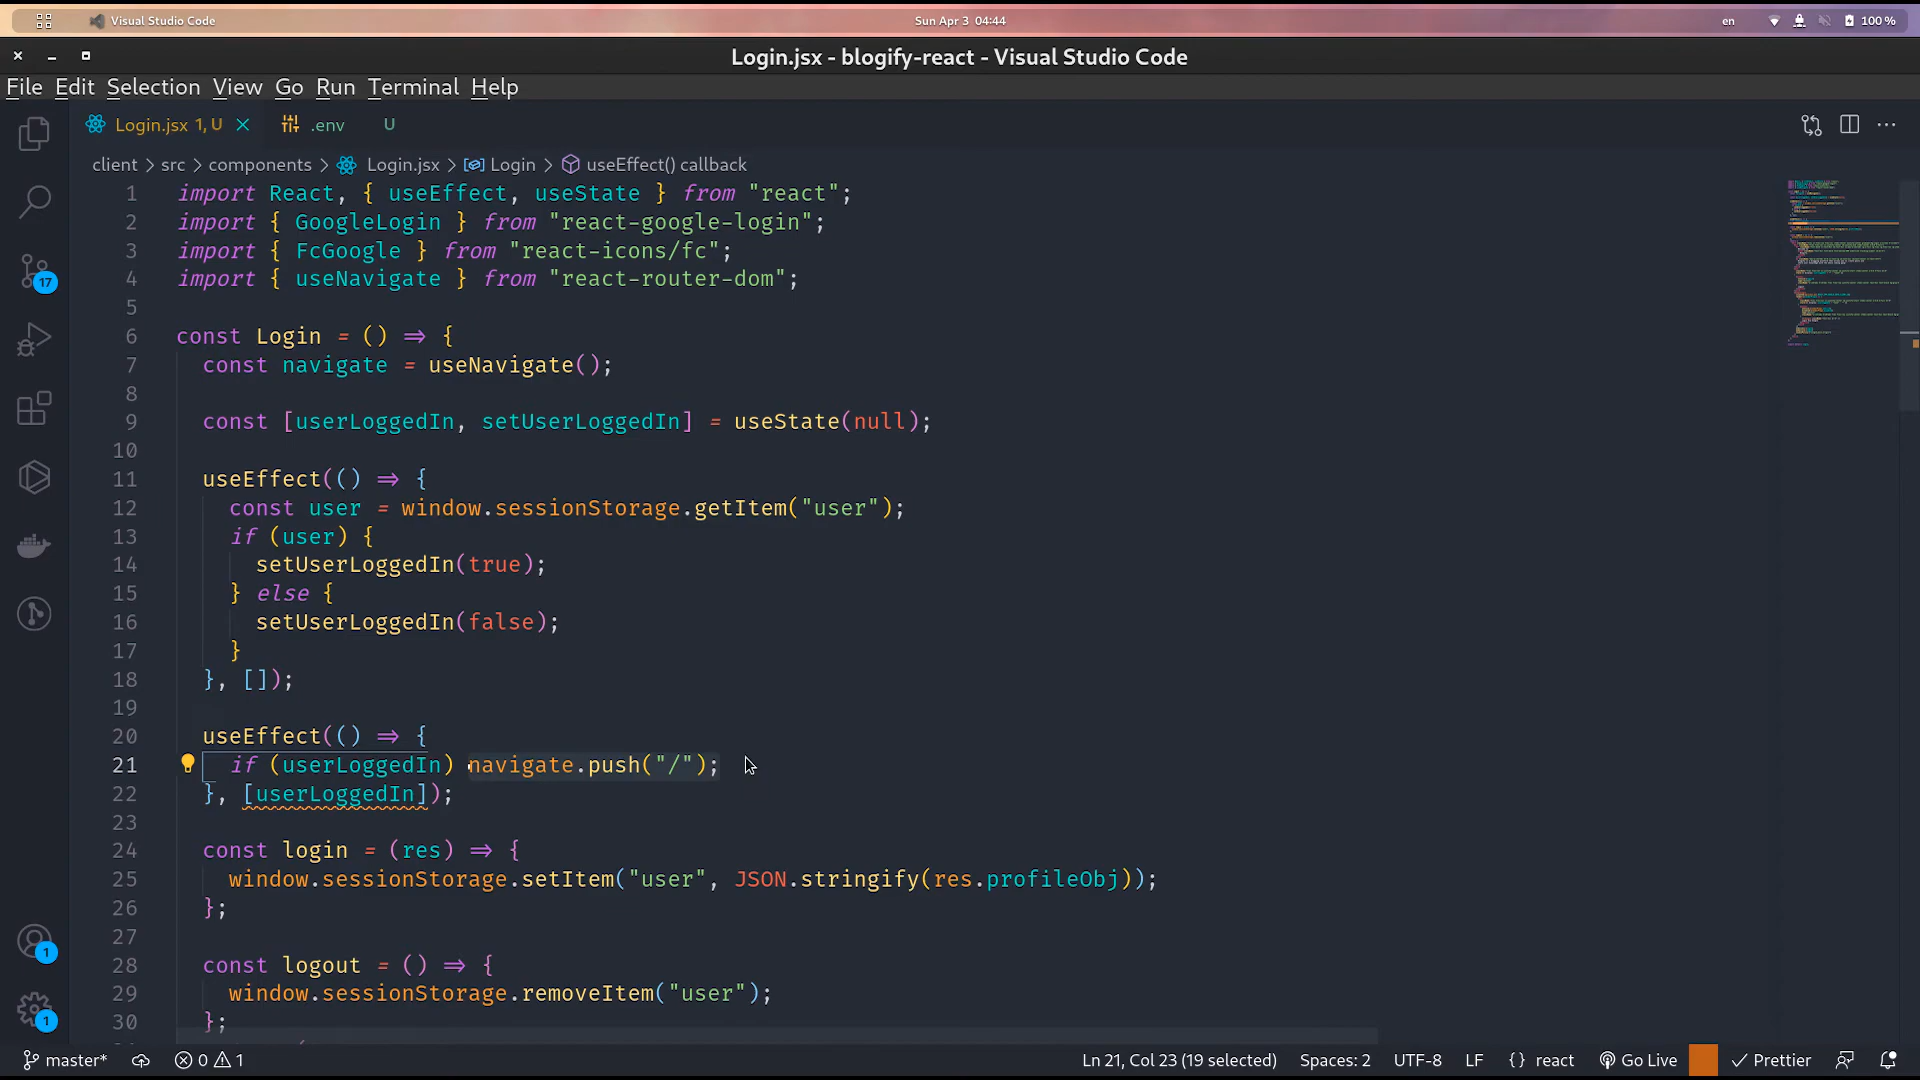 Visual Studio Code
Sun Apr 3 04:44
en
100 %
Login.jsx - blogify-react - Visual Studio Code
File Edit Selection View Go Run Terminal Help
Login.jsx 1, U
.env U
client > src > components > Login.jsx > Login > useEffect() callback
1 import React, { useEffect, useState } from "react";
2 import { GoogleLogin } from "react-google-login";
3 import { FcGoogle } from "react-icons/fc";
4 import { useNavigate } from "react-router-dom";
5
6 const Login = () => {
7 const navigate = useNavigate();
8
9 const [userLoggedIn, setUserLoggedIn] = useState(null);
10
11 useEffect(() => {
12 const user = window.sessionStorage.getItem("user");
13 if (user) {
14 setUserLoggedIn(true);
15 } else {
16 setUserLoggedIn(false);
17 }
18 }, []);
19
20 useEffect(() => {
21 if (userLoggedIn) navigate.push("/");
22 }, [userLoggedIn]);
23
24 const login = (res) => {
25 window.sessionStorage.setItem("user", JSON.stringify(res.profileObj));
26 };
27
28 const logout = () => {
29 window.sessionStorage.removeItem("user");
30 };
17
1
1
master* 0 1 Ln 21, Col 23 (19 selected) Spaces: 2 UTF-8 LF {} react Go Live Prettier